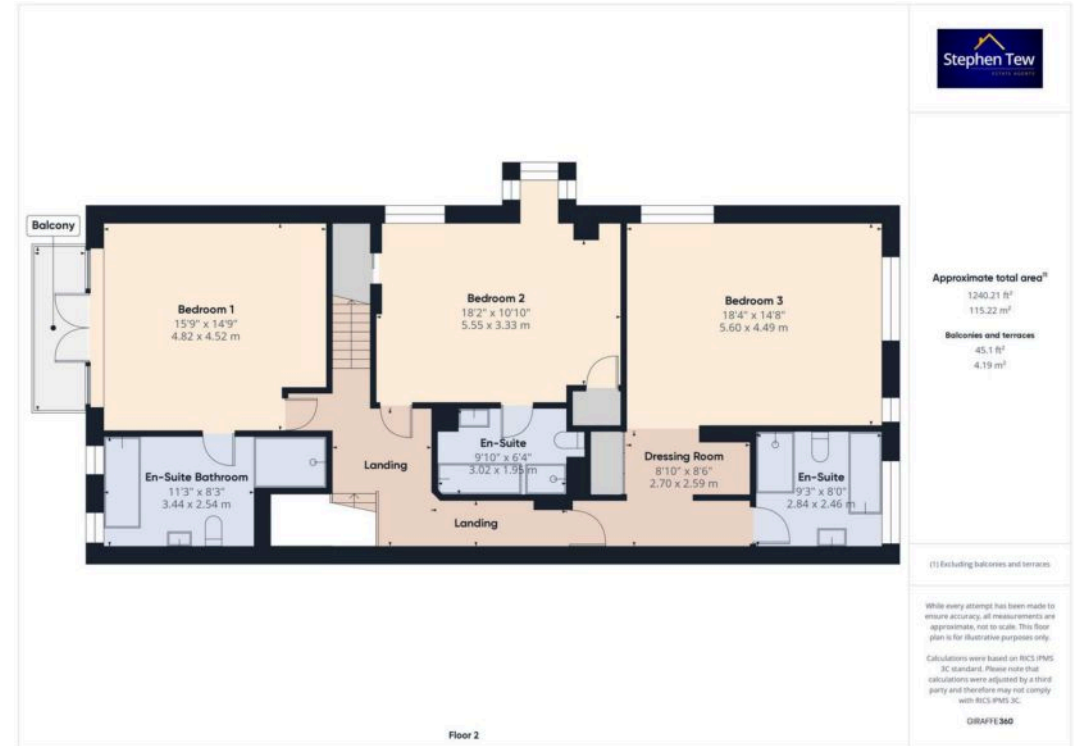 Stephen Tew
ESTATE AGENTS
Balcony
Bedroom 1
15'9" x 14'9"
4.82 x 4.52 m
Bedroom 2
18'2" x 10'10"
5.55 x 3.33 m
Bedroom 3
18'4" x 14'8"
5.60 x 4.49 m
En-Suite Bathroom
11'3" x 8'3"
3.44 x 2.54 m
Landing
En-Suite
9'10" x 6'4"
3.02 x 1.95 m
Dressing Room
8'10" x 8'6"
2.70 x 2.59 m
En-Suite
9'3" x 8'0"
2.84 x 2.46 m
Landing
Floor 2
Approximate total area⁽¹⁾
1240.21 ft²
115.22 m²
Balconies and terraces
45.1 ft²
4.19 m²
(1) Excluding balconies and terraces
While every attempt has been made to
ensure accuracy, all measurements are
approximate, not to scale. This floor
plan is for illustrative purposes only.
Calculations were based on RICS IPMS
3C standard. Please note that
calculations were adjusted by a third
party and therefore may not comply
with RICS IPMS 3C.
GIRAFFE360